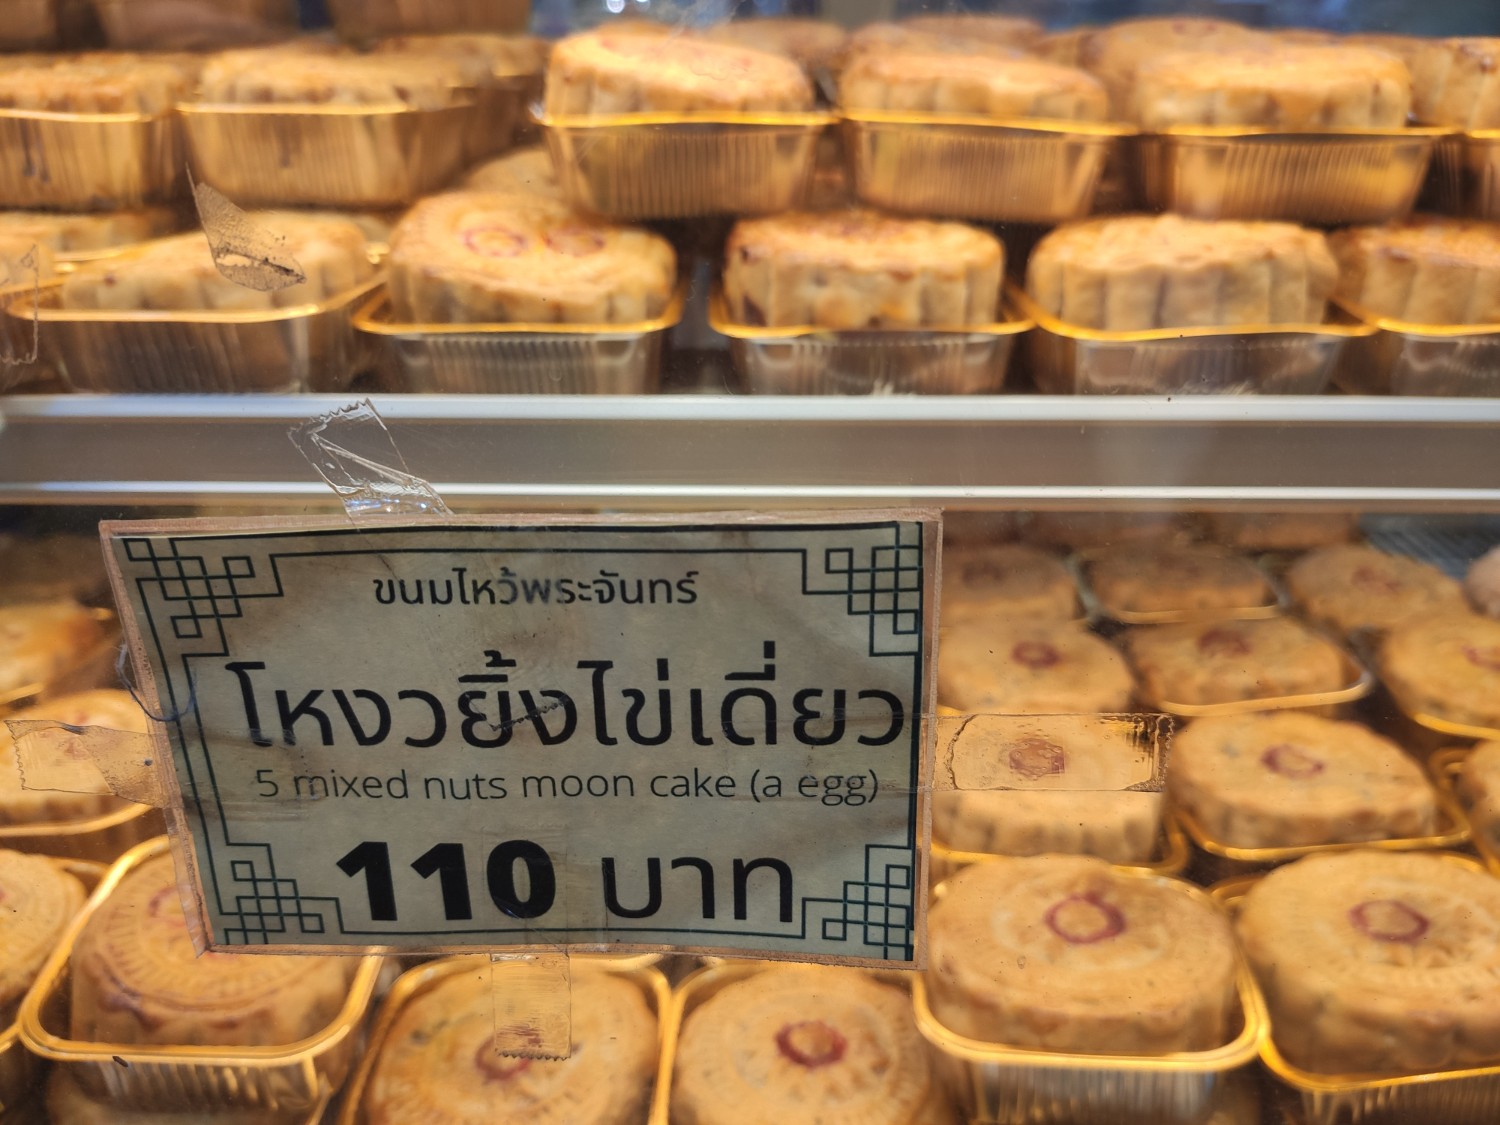 ขนมไหว้พระจันทร์
โหงวยิ้งไข่เดี่ยว
5 mixed nuts moon cake (a egg)
110 บาท